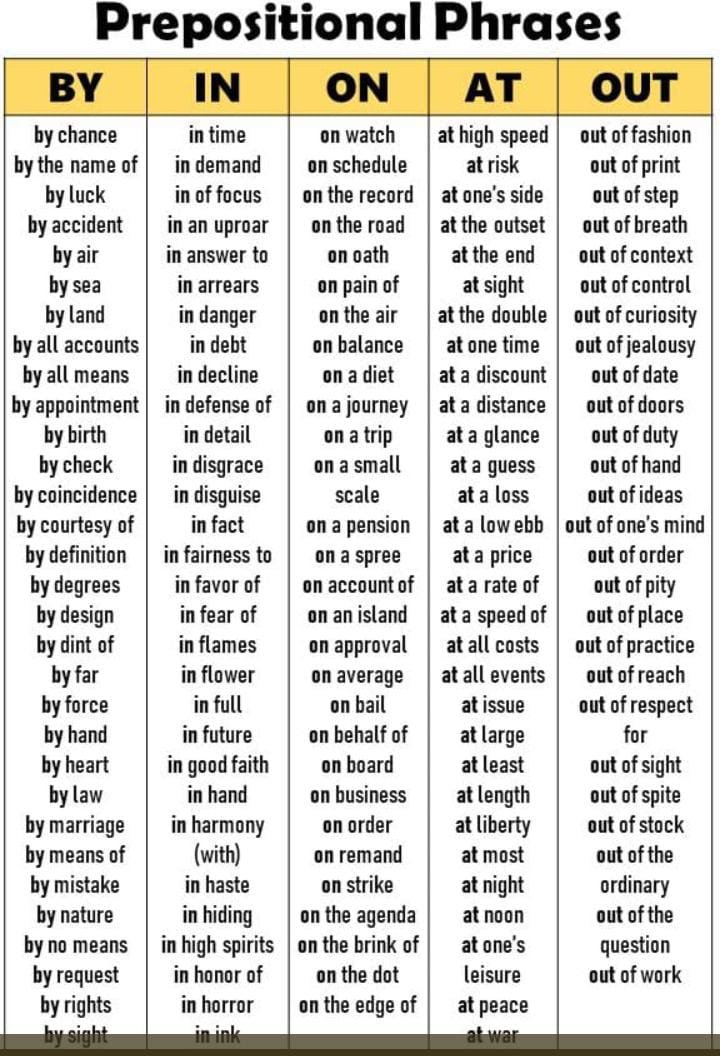 Prepositional Phrases
BY IN ON AT OUT
by chance in time on watch at high speed out of fashion
by the name of in demand on schedule at risk out of print
by luck in of focus on the record at one's side out of step
by accident in an uproar on the road at the outset out of breath
by air in answer to on oath at the end out of context
by sea in arrears on pain of at sight out of control
by land in danger on the air at the double out of curiosity
by all accounts in debt on balance at one time out of jealousy
by all means in decline on a diet at a discount out of date
by appointment in defense of on a journey at a distance out of doors
by birth in detail on a trip at a glance out of duty
by check in disgrace on a small at a guess out of hand
by coincidence in disguise scale at a loss out of ideas
by courtesy of in fact on a pension at a low ebb out of one's mind
by definition in fairness to on a spree at a price out of order
by degrees in favor of on account of at a rate of out of pity
by design in fear of on an island at a speed of out of place
by dint of in flames on approval at all costs out of practice
by far in flower on average at all events out of reach
by force in full on bail at issue out of respect
by hand in future on behalf of at large for
by heart in good faith on board at least out of sight
by law in hand on business at length out of spite
by marriage in harmony on order at liberty out of stock
by means of (with) on remand at most out of the
by mistake in haste on strike at night ordinary
by nature in hiding on the agenda at noon out of the
by no means in high spirits on the brink of at one's question
by request in honor of on the dot leisure out of work
by rights in horror on the edge of at peace
by sight in ink at war